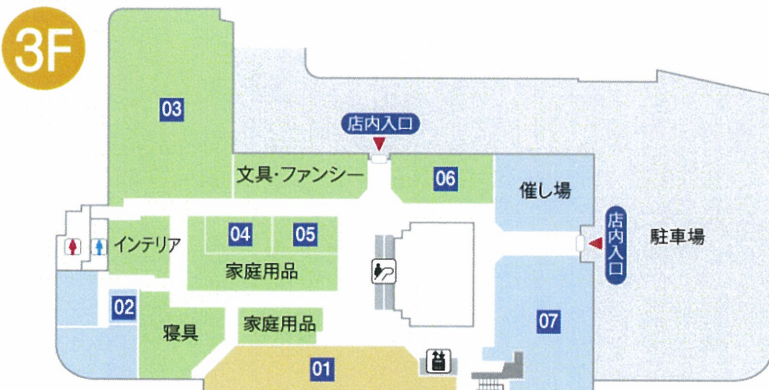 3F
03
店内入口
文具・ファンシー
06
催し場
インテリア
04
05
店内入口
駐車場
家庭用品
02
寝具
家庭用品
07
01